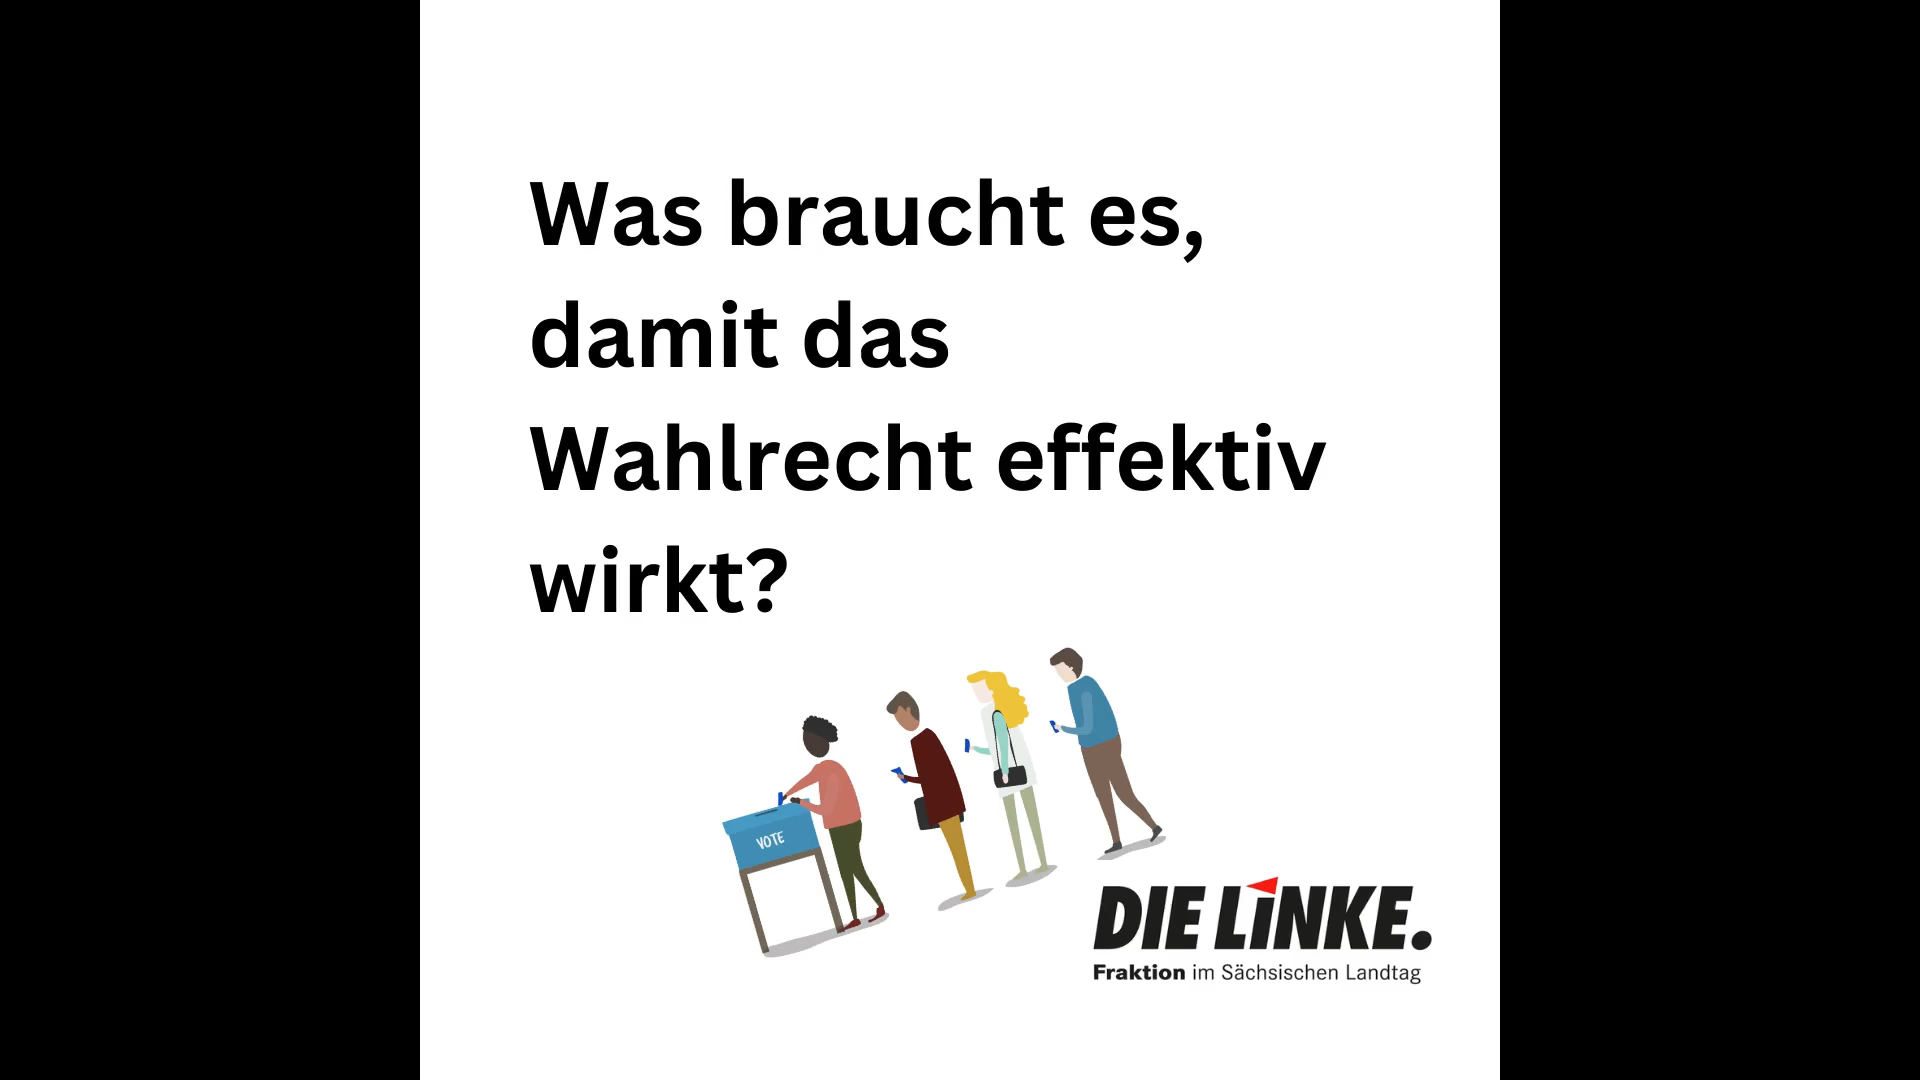 Was braucht es,
damit das
Wahlrecht effektiv
wirkt?
VOTE
DIE LiNKE.
Fraktion im Sächsischen Landtag